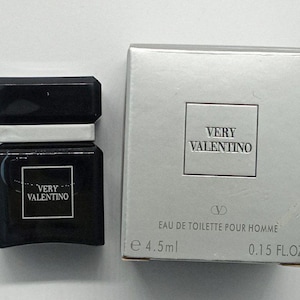 VERY
VALENTINO
VERY
VALENTINO
EAU DE TOILETTE POUR HOMME
℮ 4.5ml 0.15 FL.OZ